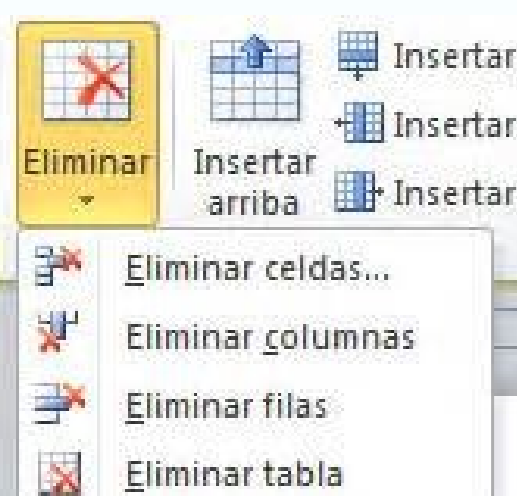 Eliminar
Insertar
arriba
Insertar
Insertar
Insertar
Eliminar celdas...
Eliminar columnas
Eliminar filas
Eliminar tabla